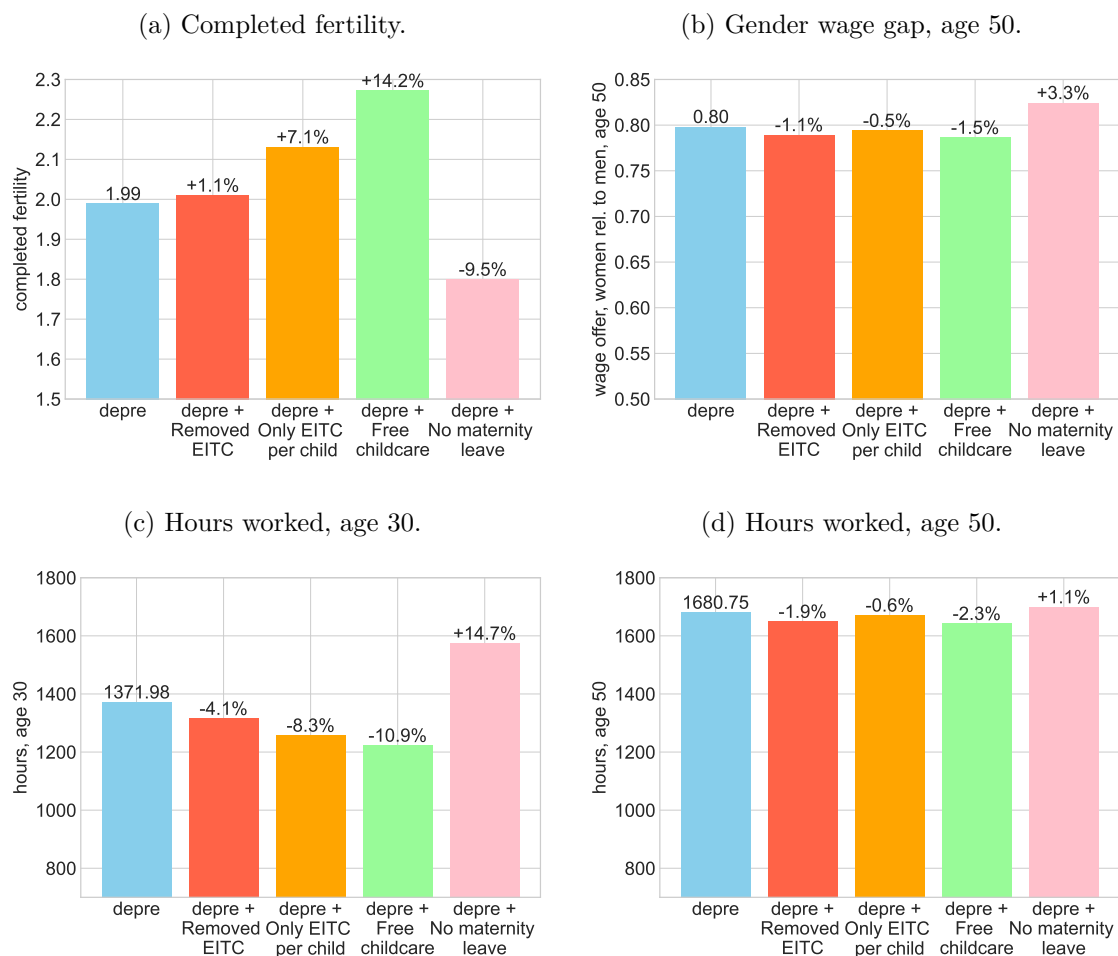 (a) Completed fertility.
completed fertility
2.3
2.2
2.1
2.0
1.9
1.8
1.7
1.6
1.5
1.99
+1.1%
+7.1%
+14.2%
-9.5%
depre
depre +
Removed
EITC
depre +
Only EITC
per child
depre +
Free
childcare
depre +
No maternity
leave
(b) Gender wage gap, age 50.
wage offer, women rel. to men, age 50
0.85
0.80
0.75
0.70
0.65
0.60
0.55
0.50
0.80
-1.1%
-0.5%
-1.5%
+3.3%
depre
depre +
Removed
EITC
depre +
Only EITC
per child
depre +
Free
childcare
depre +
No maternity
leave
(c) Hours worked, age 30.
hours, age 30
1800
1600
1400
1200
1000
800
1371.98
-4.1%
-8.3%
-10.9%
+14.7%
depre
depre +
Removed
EITC
depre +
Only EITC
per child
depre +
Free
childcare
depre +
No maternity
leave
(d) Hours worked, age 50.
hours, age 50
1800
1600
1400
1200
1000
800
1680.75
-1.9%
-0.6%
-2.3%
+1.1%
depre
depre +
Removed
EITC
depre +
Only EITC
per child
depre +
Free
childcare
depre +
No maternity
leave